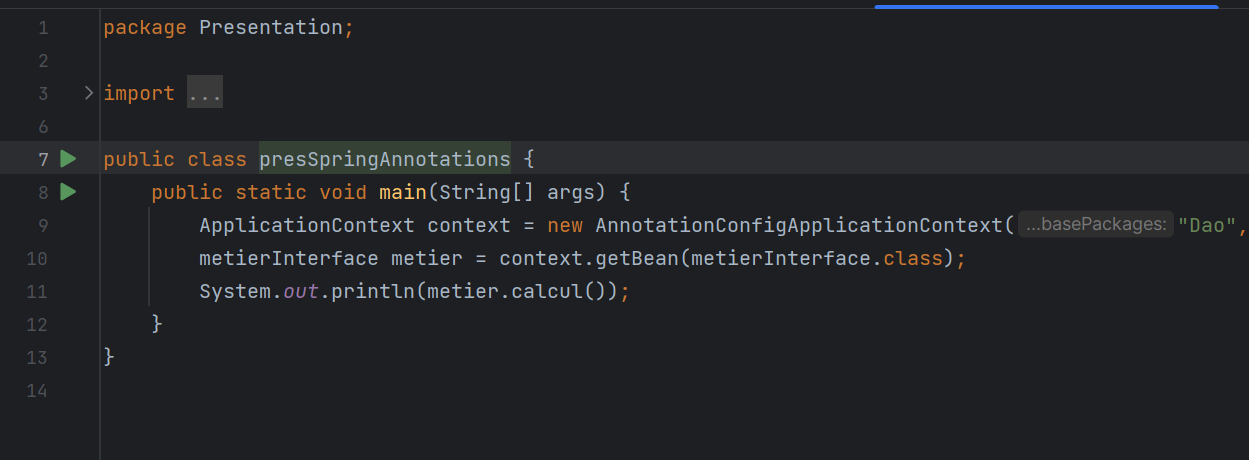 1 package Presentation;
2
3 import ...
6
7 public class presSpringAnnotations {
8 public static void main(String[] args) {
9 ApplicationContext context = new AnnotationConfigApplicationContext( ...basePackages: "Dao",
10 metierInterface metier = context.getBean(metierInterface.class);
11 System.out.println(metier.calcul());
12 }
13 }
14